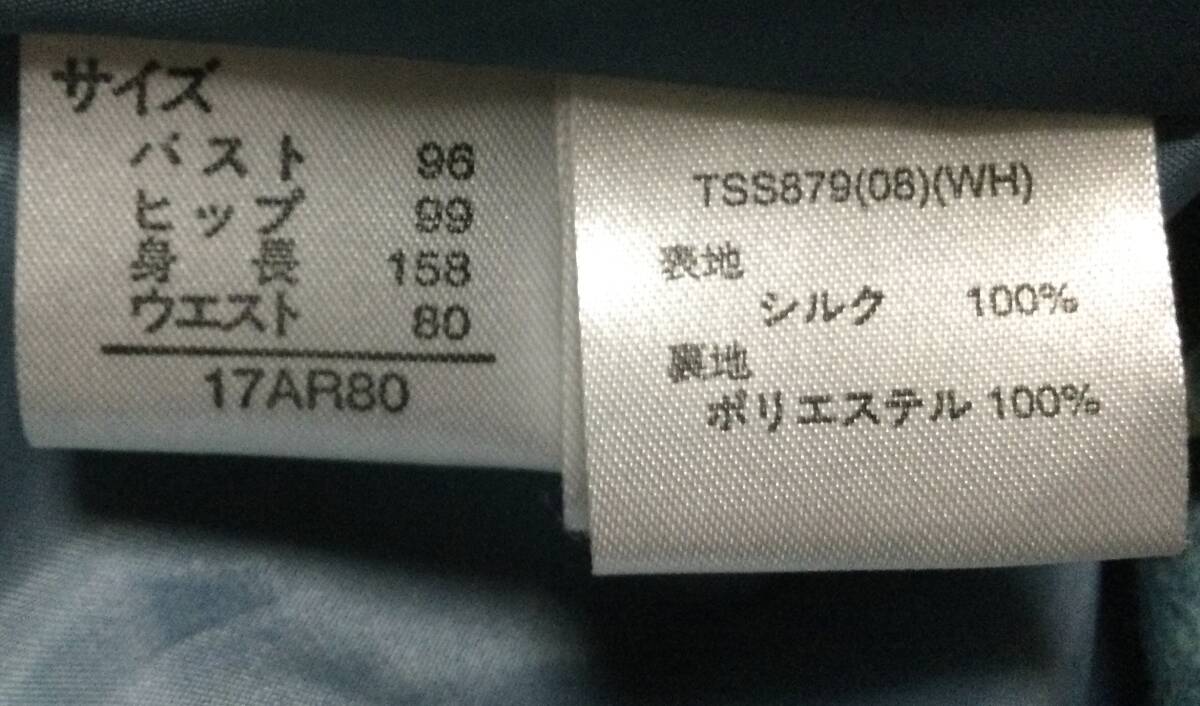 サイズ
バスト 96
ヒップ 99
身長 158
ウエスト 80
17AR80
TSS879(08)(WH)
表地
シルク 100%
裏地
ポリエステル 100%